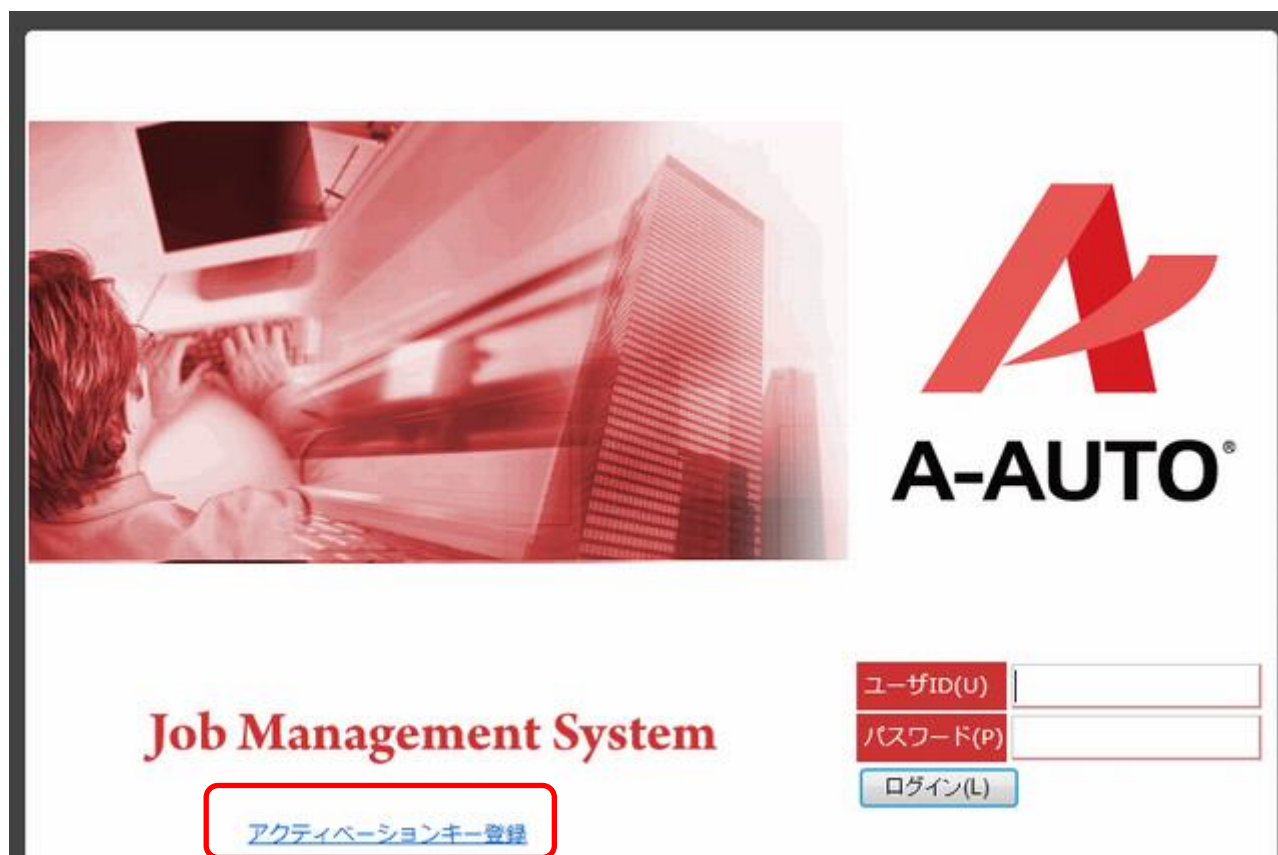 A-AUTO®
ユーザID(U)
Job Management System
パスワード(P)
ログイン(L)
アクティベーションキー登録